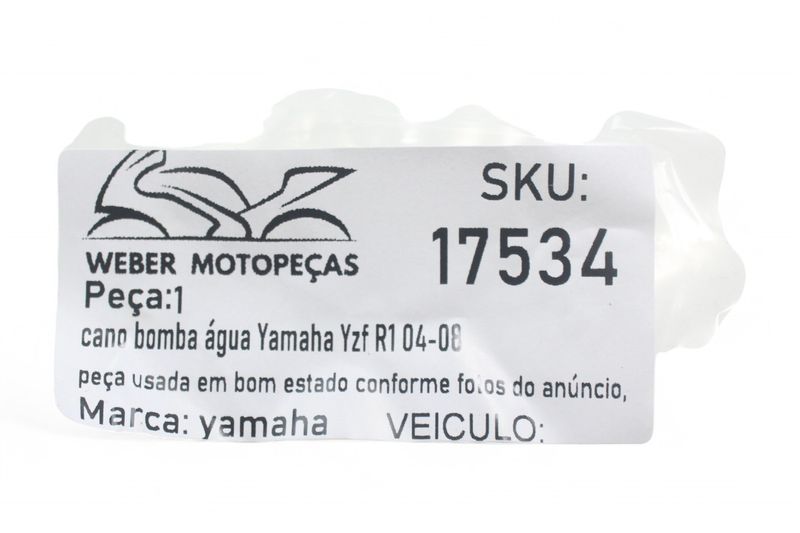 WEBER MOTOPEÇAS
SKU:
17534
Peça:1
cano bomba água Yamaha Yzf R1 04-08
peça usada em bom estado conforme fotos do anúncio,
Marca: yamaha VEICULO: